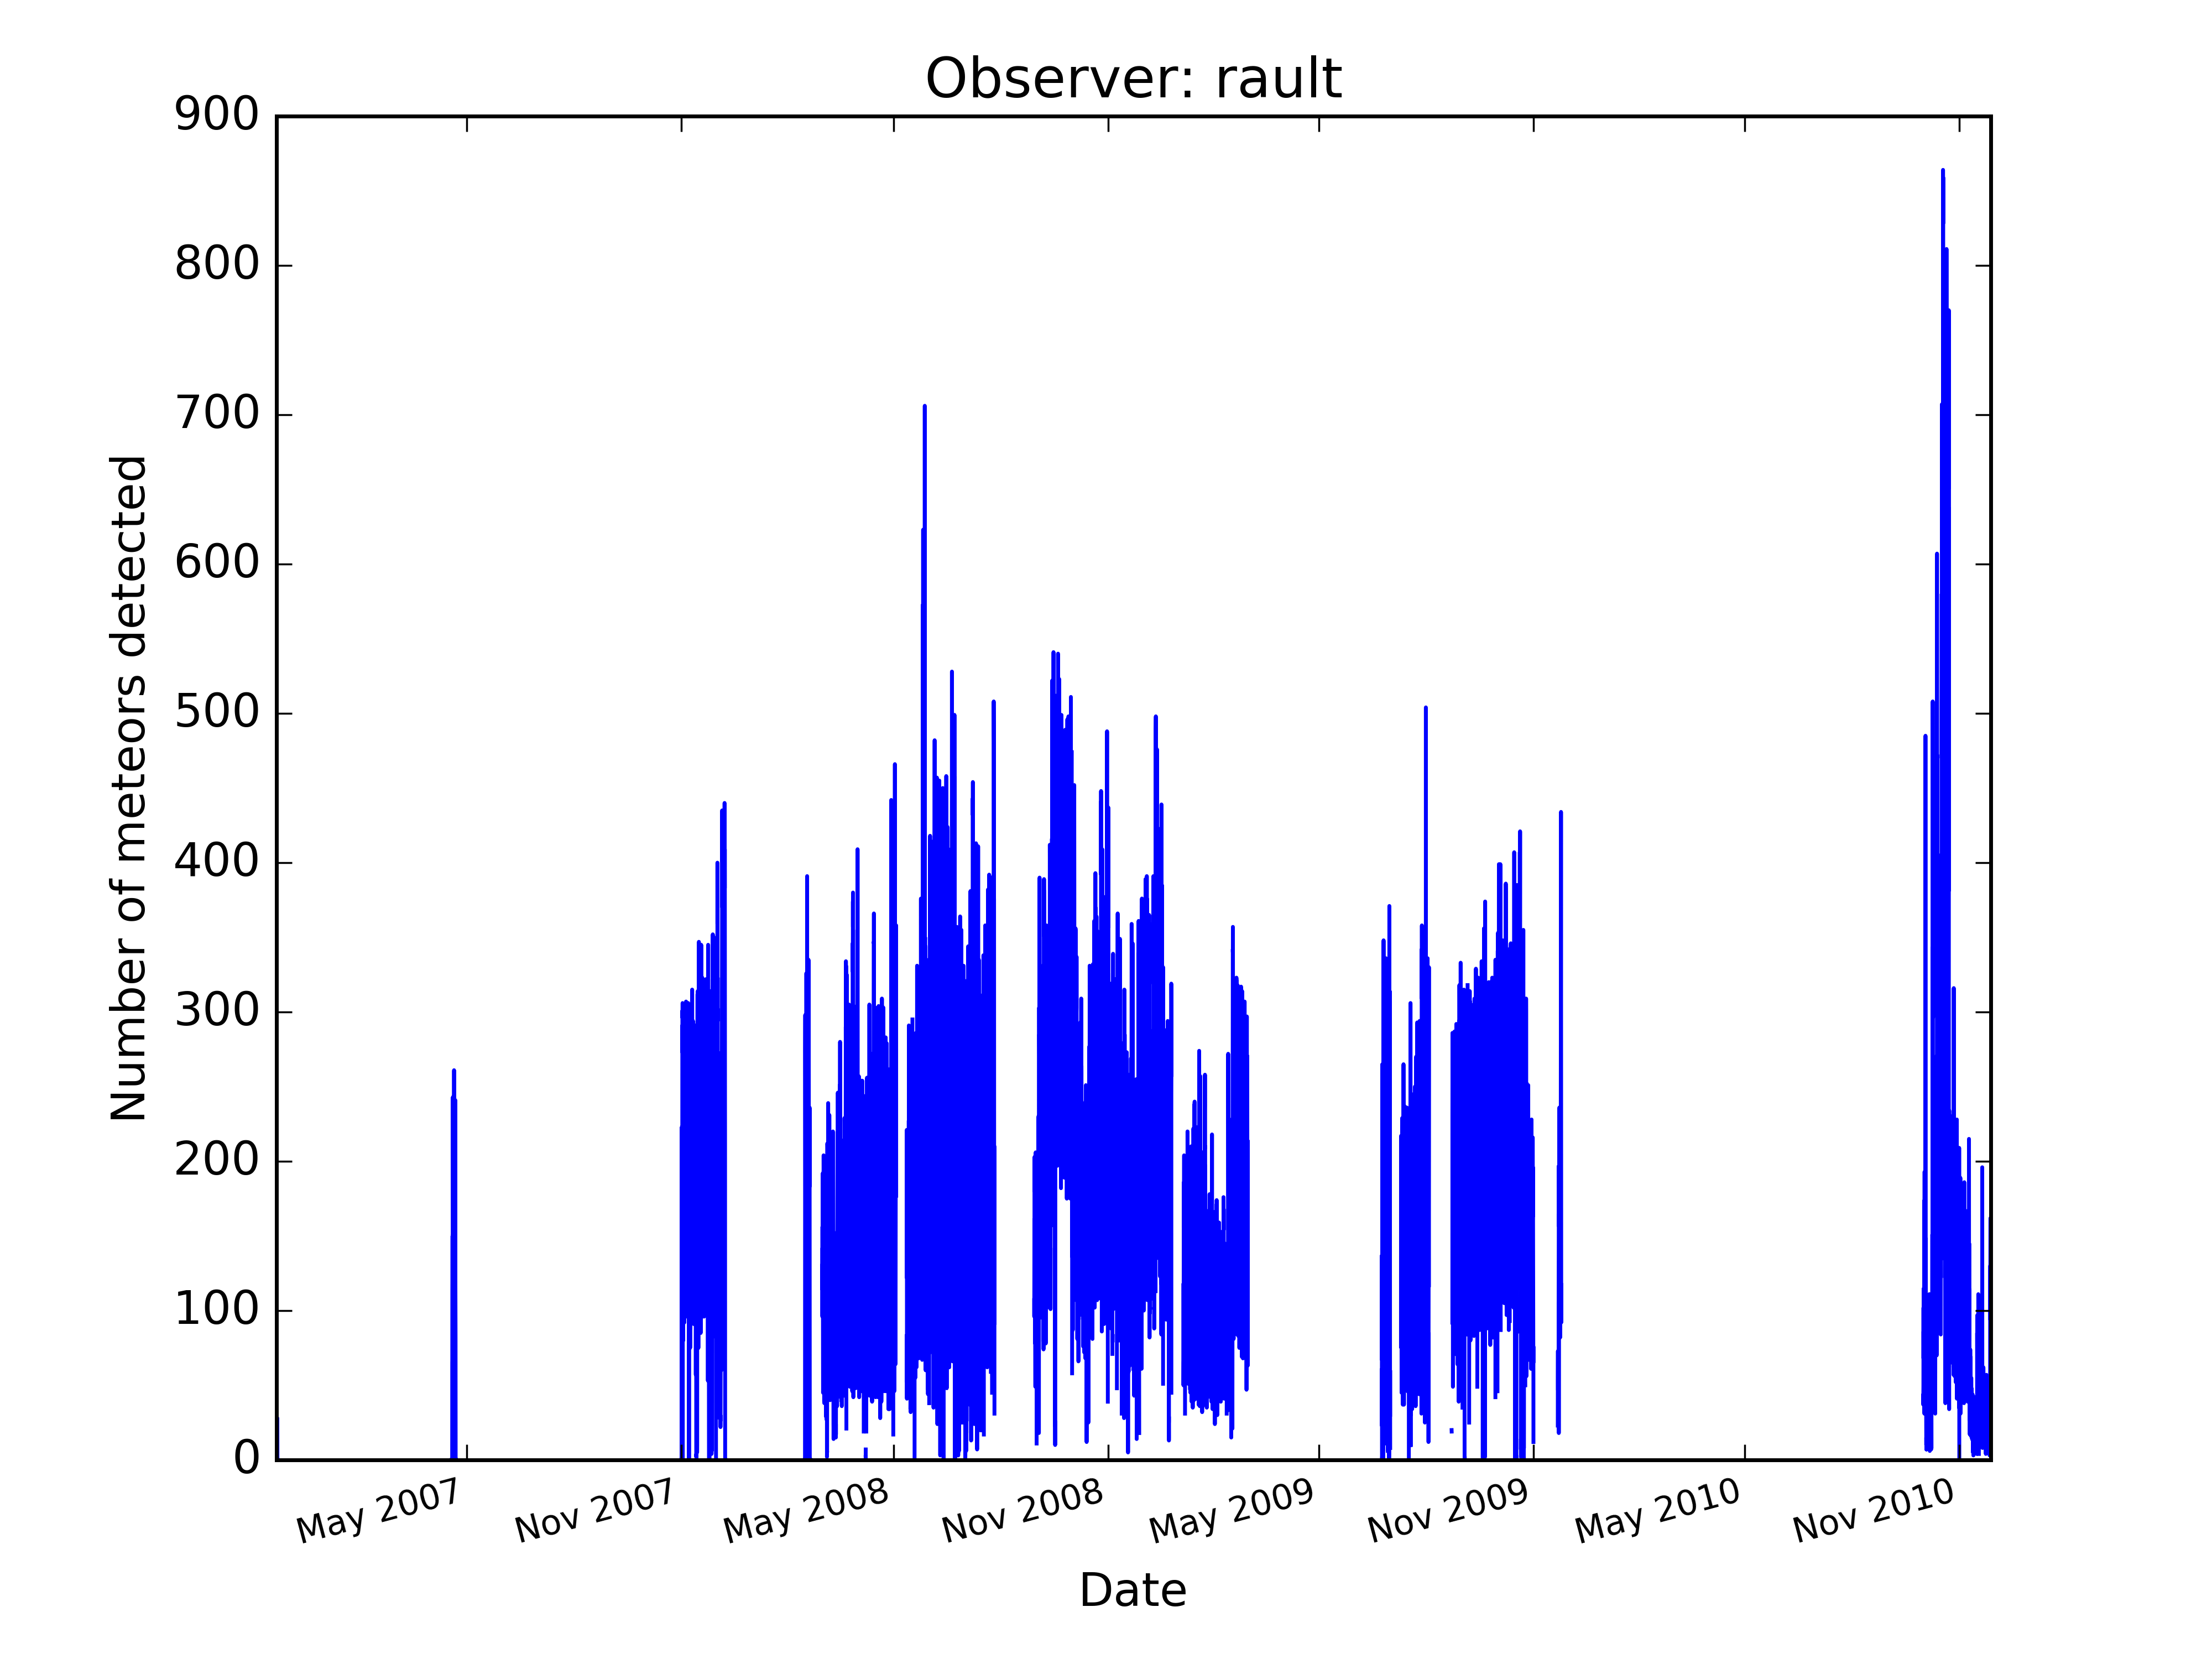 Observer: rault
900
800
700
600
500
400
300
200
100
0
Number of meteors detected
May 2007
Nov 2007
May 2008
Nov 2008
May 2009
Nov 2009
May 2010
Nov 2010
Date